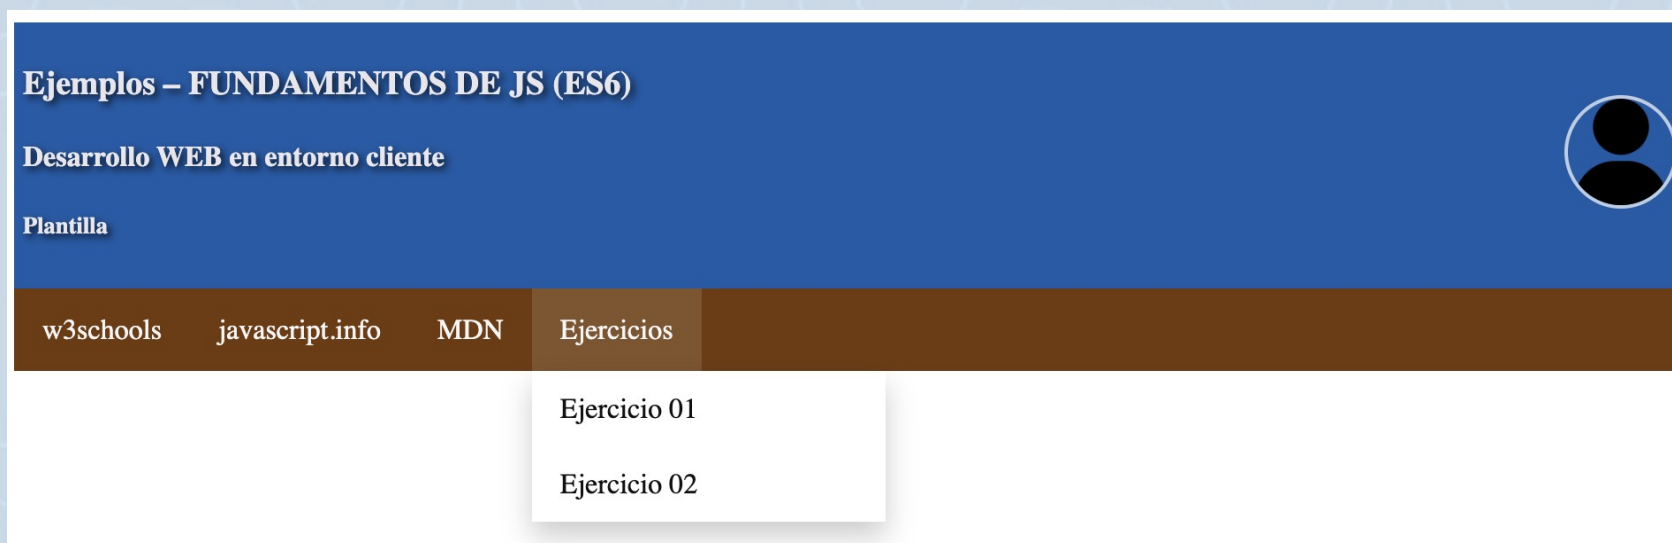 Ejemplos – FUNDAMENTOS DE JS (ES6)
Desarrollo WEB en entorno cliente
Plantilla
w3schools javascript.info MDN Ejercicios
Ejercicio 01
Ejercicio 02